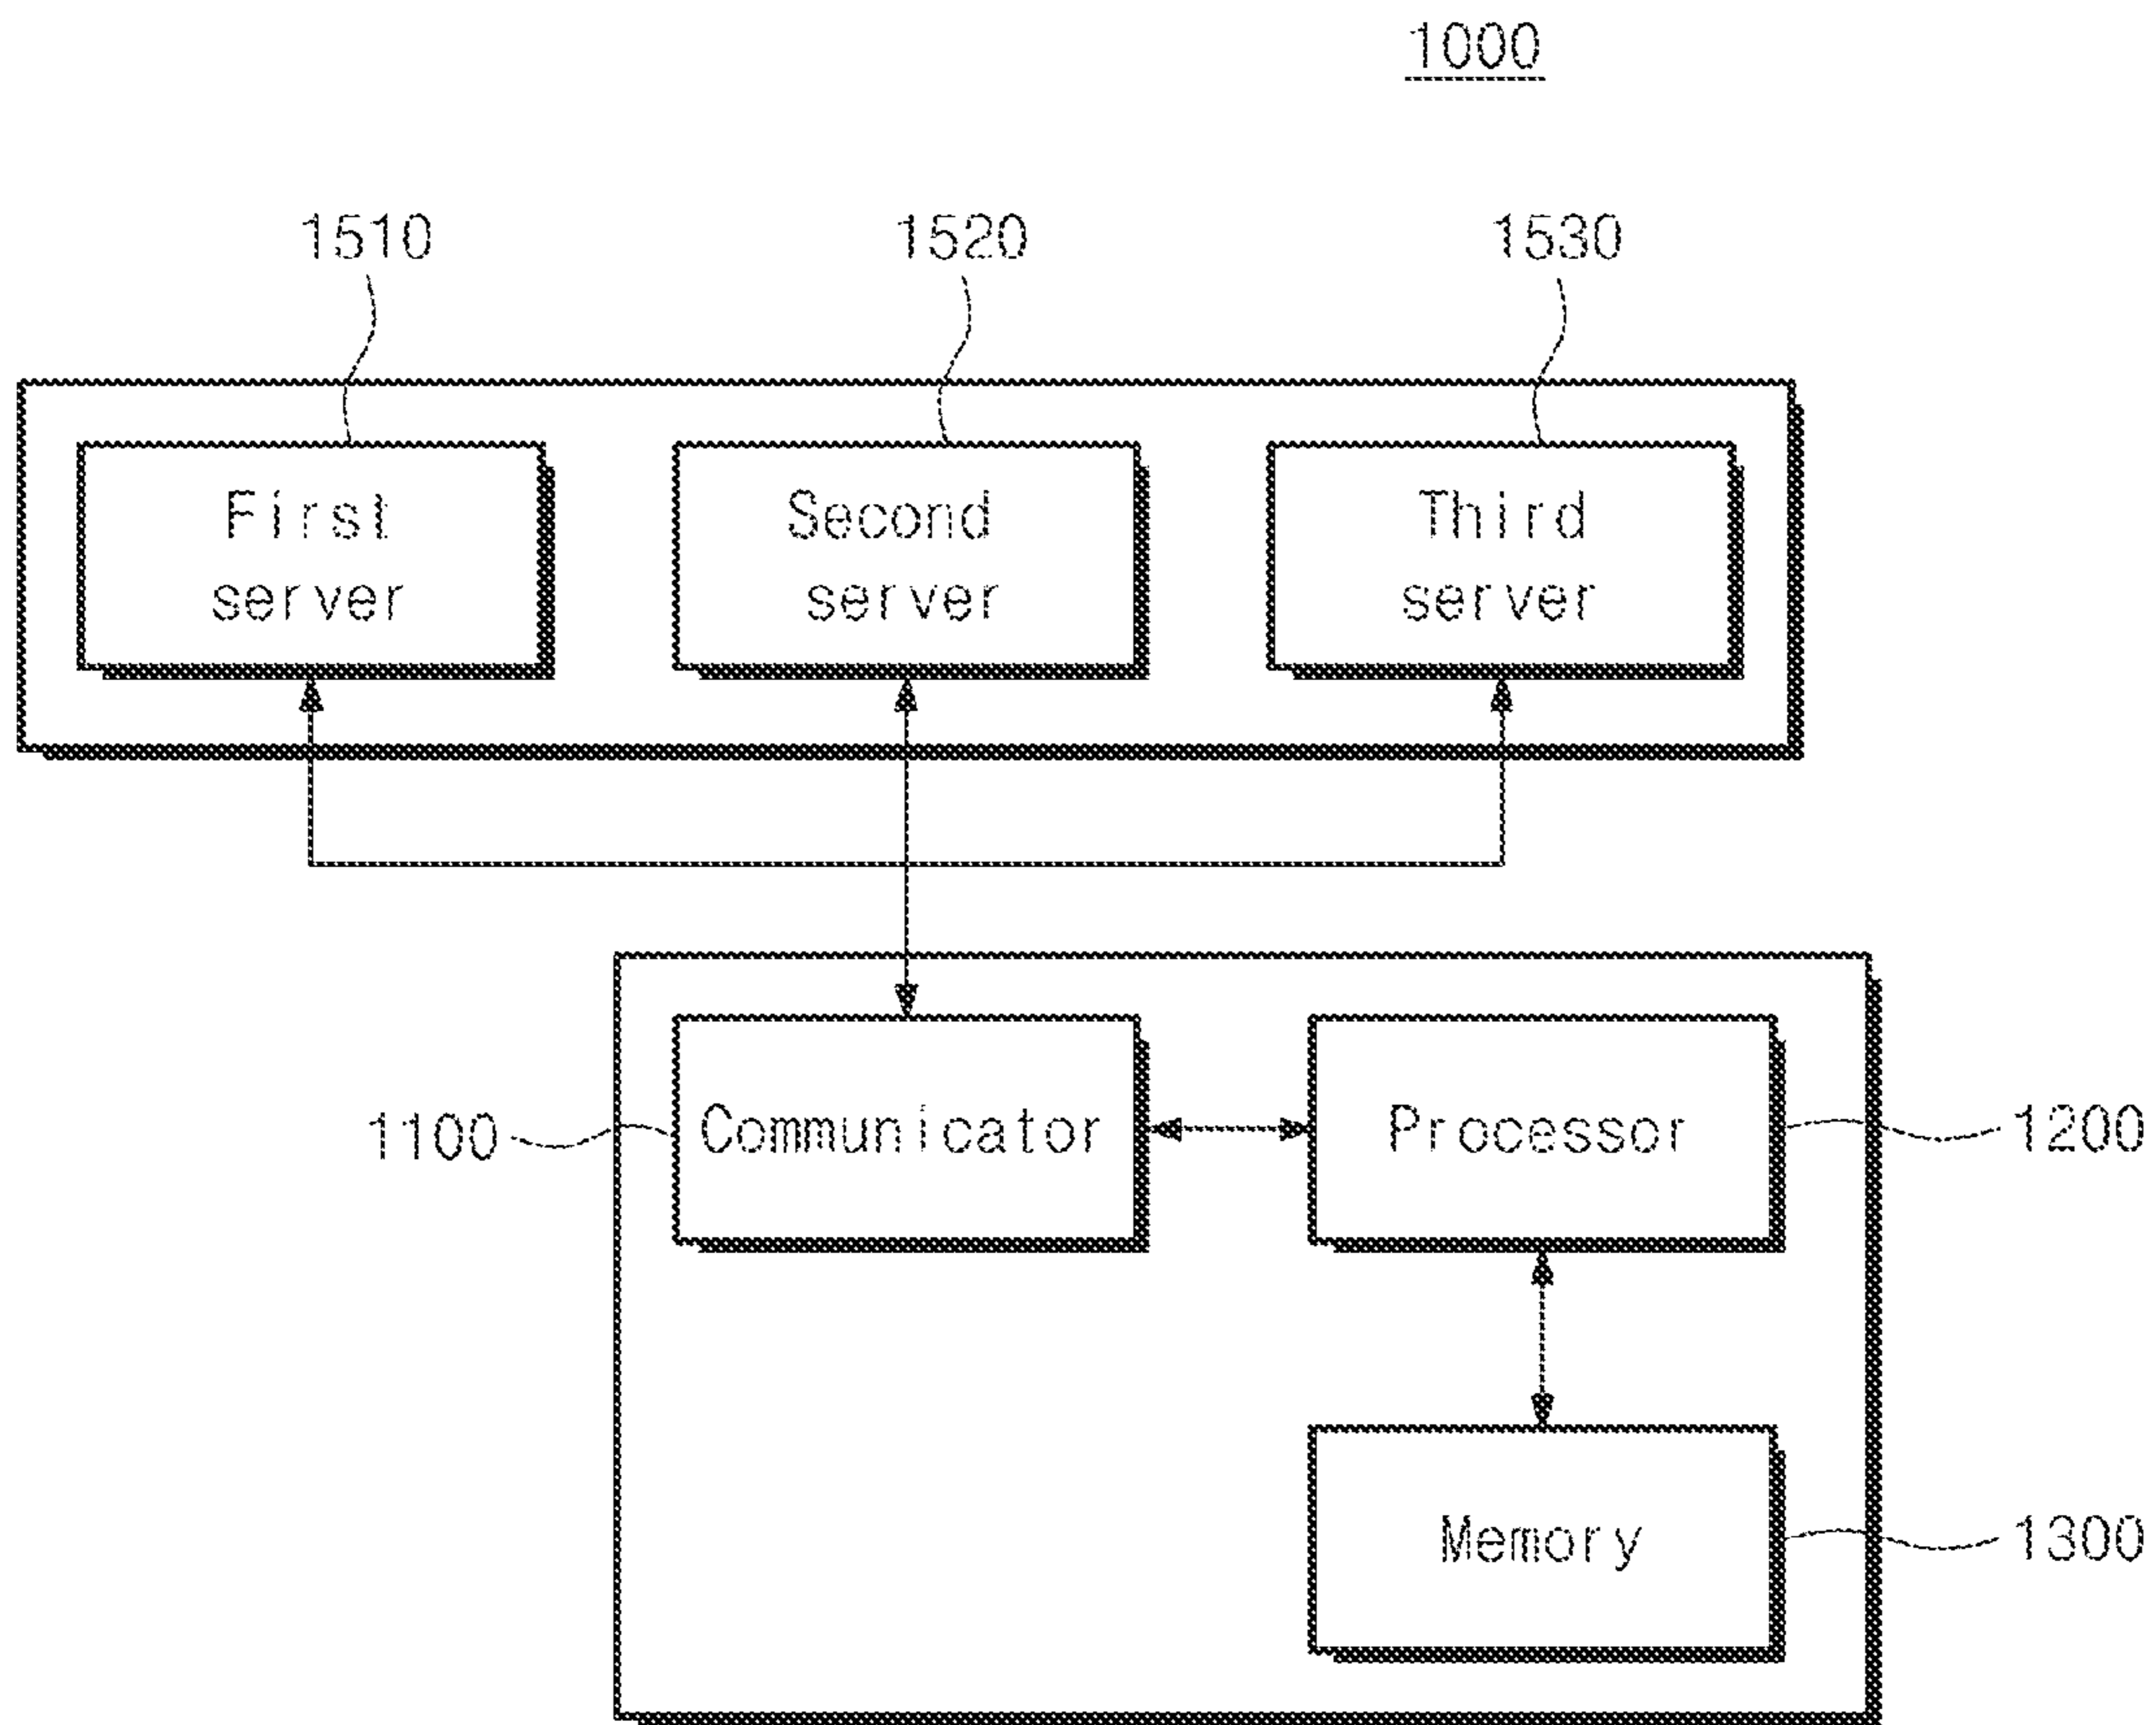 1000
1510
1520
1530
First
server
Second
server
Third
server
1100
Communicator
Processor
1200
Memory
1300